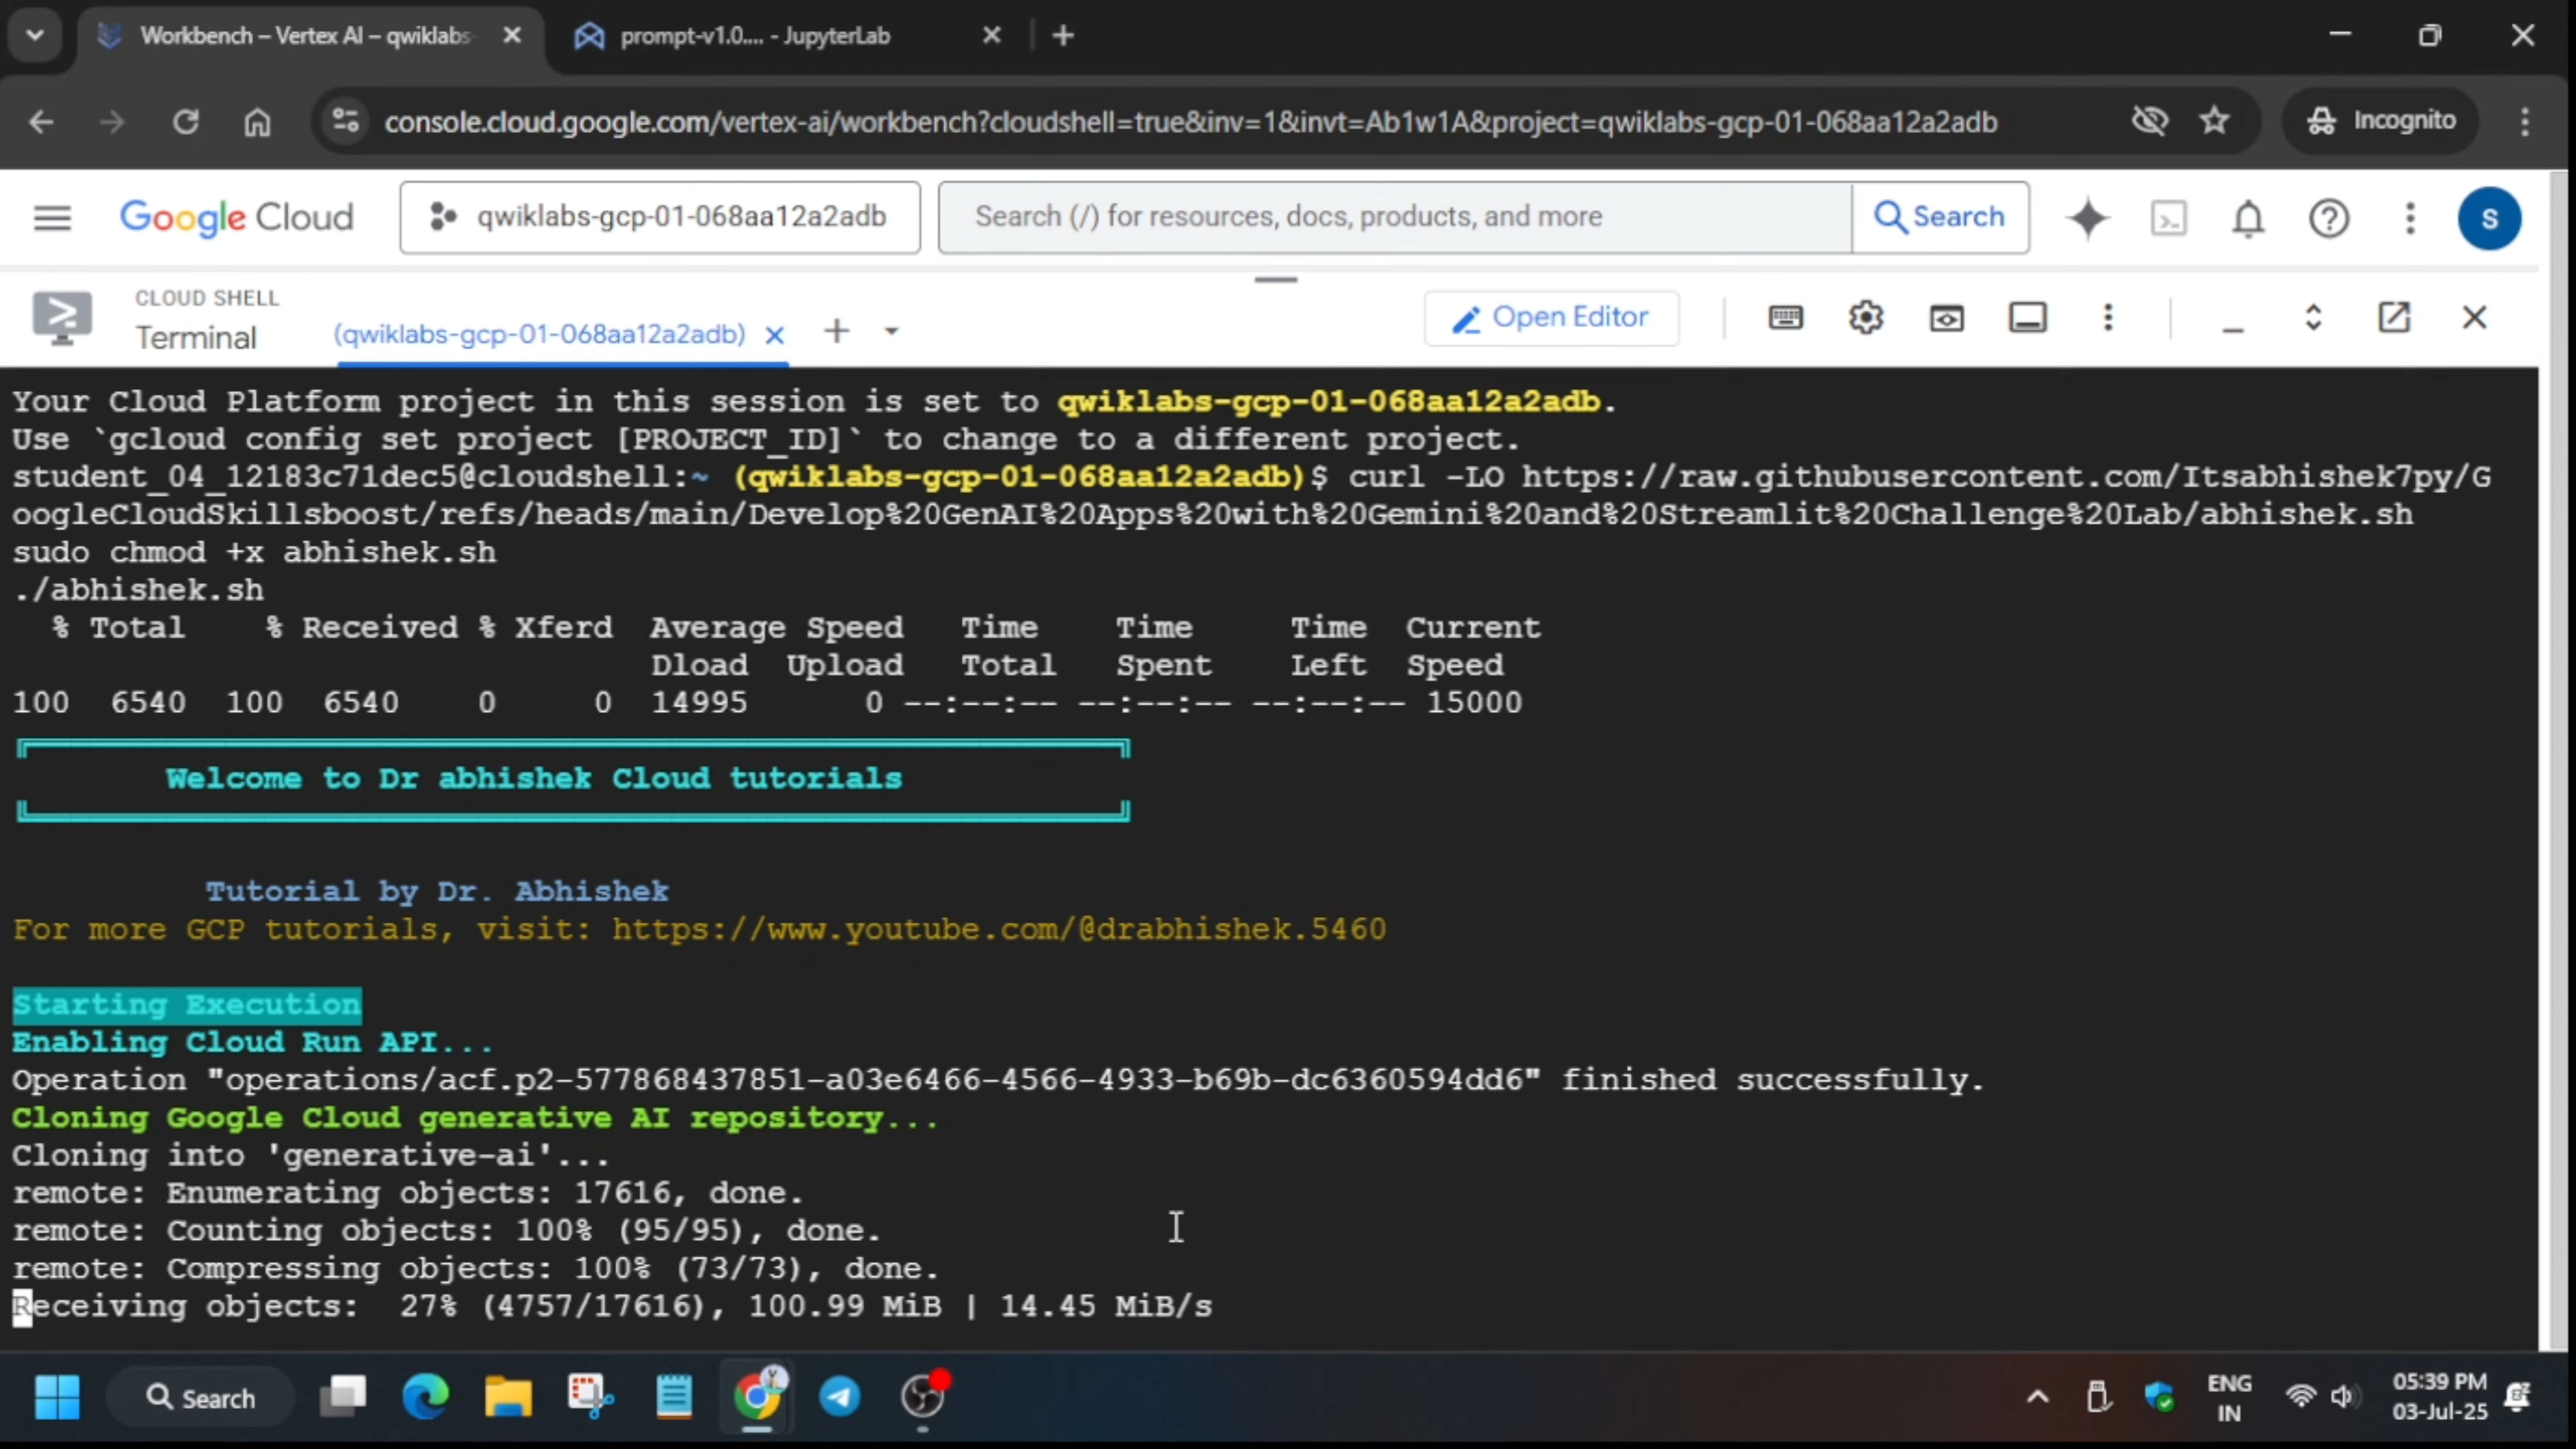 Workbench – Vertex AI – qwiklabs-
prompt-v1.0.... - JupyterLab
console.cloud.google.com/vertex-ai/workbench?cloudshell=true&inv=1&invt=Ab1w1A&project=qwiklabs-gcp-01-068aa12a2adb
Incognito
Google Cloud
qwiklabs-gcp-01-068aa12a2adb
Search (/) for resources, docs, products, and more
Search
S
CLOUD SHELL
Terminal
(qwiklabs-gcp-01-068aa12a2adb)
Open Editor
Your Cloud Platform project in this session is set to qwiklabs-gcp-01-068aa12a2adb.
Use `gcloud config set project [PROJECT_ID]` to change to a different project.
student_04_12183c71dec5@cloudshell:~ (qwiklabs-gcp-01-068aa12a2adb)$ curl -LO https://raw.githubusercontent.com/Itsabhishek7py/G
oogleCloudSkillsboost/refs/heads/main/Develop%20GenAI%20Apps%20with%20Gemini%20and%20Streamlit%20Challenge%20Lab/abhishek.sh
sudo chmod +x abhishek.sh
./abhishek.sh
% Total % Received % Xferd Average Speed Time Time Time Current
Dload Upload Total Spent Left Speed
100 6540 100 6540 0 0 14995 0 --:--:-- --:--:-- --:--:-- 15000
Welcome to Dr abhishek Cloud tutorials
Tutorial by Dr. Abhishek
For more GCP tutorials, visit: https://www.youtube.com/@drabhishek.5460
Starting Execution
Enabling Cloud Run API...
Operation "operations/acf.p2-577868437851-a03e6466-4566-4933-b69b-dc6360594dd6" finished successfully.
Cloning Google Cloud generative AI repository...
Cloning into 'generative-ai'...
remote: Enumerating objects: 17616, done.
remote: Counting objects: 100% (95/95), done.
remote: Compressing objects: 100% (73/73), done.
Receiving objects: 27% (4757/17616), 100.99 MiB | 14.45 MiB/s
Search
ENG
IN
05:39 PM
03-Jul-25